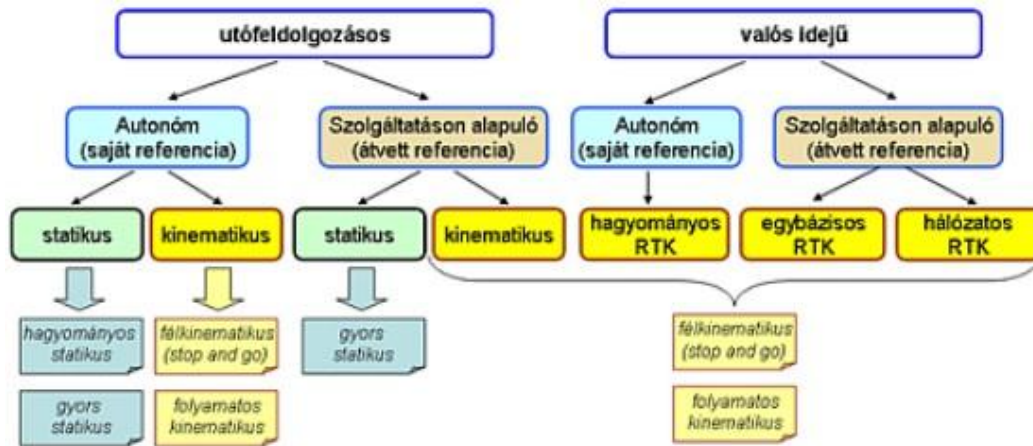 utófeldolgozásos
valós idejű
Autonóm
(saját referencia)
Szolgáltatáson alapuló
(átvett referencia)
Autonóm
(saját referencia)
Szolgáltatáson alapuló
(átvett referencia)
statikus
kinematikus
statikus
kinematikus
hagyományos
RTK
egybázisos
RTK
hálózatos
RTK
hagyományos
statikus
félkinematikus
(stop and go)
gyors
statikus
félkinematikus
(stop and go)
gyors
statikus
folyamatos
kinematikus
folyamatos
kinematikus